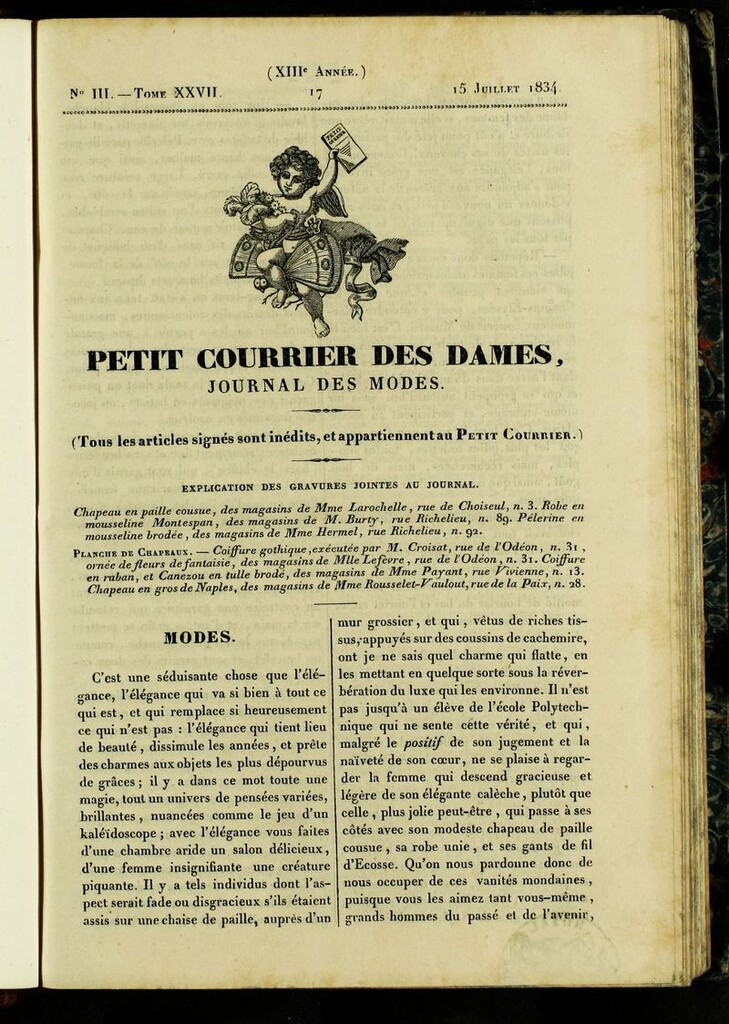 (XIIIe Année.)
No III. — Tome XXVII. 17 15 Juillet 1834.
PETIT COURRIER
PETIT COURRIER DES DAMES,
JOURNAL DES MODES.
(Tous les articles signés sont inédits, et appartiennent au Petit Courrier.)
EXPLICATION DES GRAVURES JOINTES AU JOURNAL.
Chapeau en paille cousue, des magasins de Mme Larochelle, rue de Choiseul, n. 3. Robe en
mousseline Montespan, des magasins de M. Burty, rue Richelieu, n. 89. Pélerine en
mousseline brodée, des magasins de Mme Hermel, rue Richelieu, n. 92.
Planche de Chapeaux. — Coiffure gothique, exécutée par M. Croisat, rue de l'Odéon, n. 31,
ornée de fleurs de fantaisie, des magasins de Mlle Lefèvre, rue de l'Odéon, n. 31. Coiffure
en ruban, et Canezou en tulle brodé, des magasins de Mme Payant, rue Vivienne, n. 13.
Chapeau en gros de Naples, des magasins de Mme Rousselet-Vaulout, rue de la Paix, n. 28.
MODES.
C'est une séduisante chose que l'élé-
gance, l'élégance qui va si bien à tout ce
qui est, et qui remplace si heureusement
ce qui n'est pas : l'élégance qui tient lieu
de beauté, dissimule les années, et prête
des charmes aux objets les plus dépourvus
de grâces ; il y a dans ce mot toute une
magie, tout un univers de pensées variées,
brillantes, nuancées comme le jeu d'un
kaléïdoscope ; avec l'élégance vous faites
d'une chambre aride un salon délicieux,
d'une femme insignifiante une créature
piquante. Il y a tels individus dont l'as-
pect serait fade ou disgracieux s'ils étaient
assis sur une chaise de paille, auprès d'un
mur grossier, et qui, vêtus de riches tis-
sus, appuyés sur des coussins de cachemire,
ont je ne sais quel charme qui flatte, en
les mettant en quelque sorte sous la réver-
bération du luxe qui les environne. Il n'est
pas jusqu'à un élève de l'école Polytech-
nique qui ne sente cette vérité, et qui,
malgré le positif de son jugement et la
naïveté de son cœur, ne se plaise à regar-
der la femme qui descend gracieuse et
légère de son élégante calèche, plutôt que
celle, plus jolie peut-être, qui passe à ses
côtés avec son modeste chapeau de paille
cousue, sa robe unie, et ses gants de fil
d'Ecosse. Qu'on nous pardonne donc de
nous occuper de ces vanités mondaines,
puisque vous les aimez tant vous-même,
grands hommes du passé et de l'avenir,